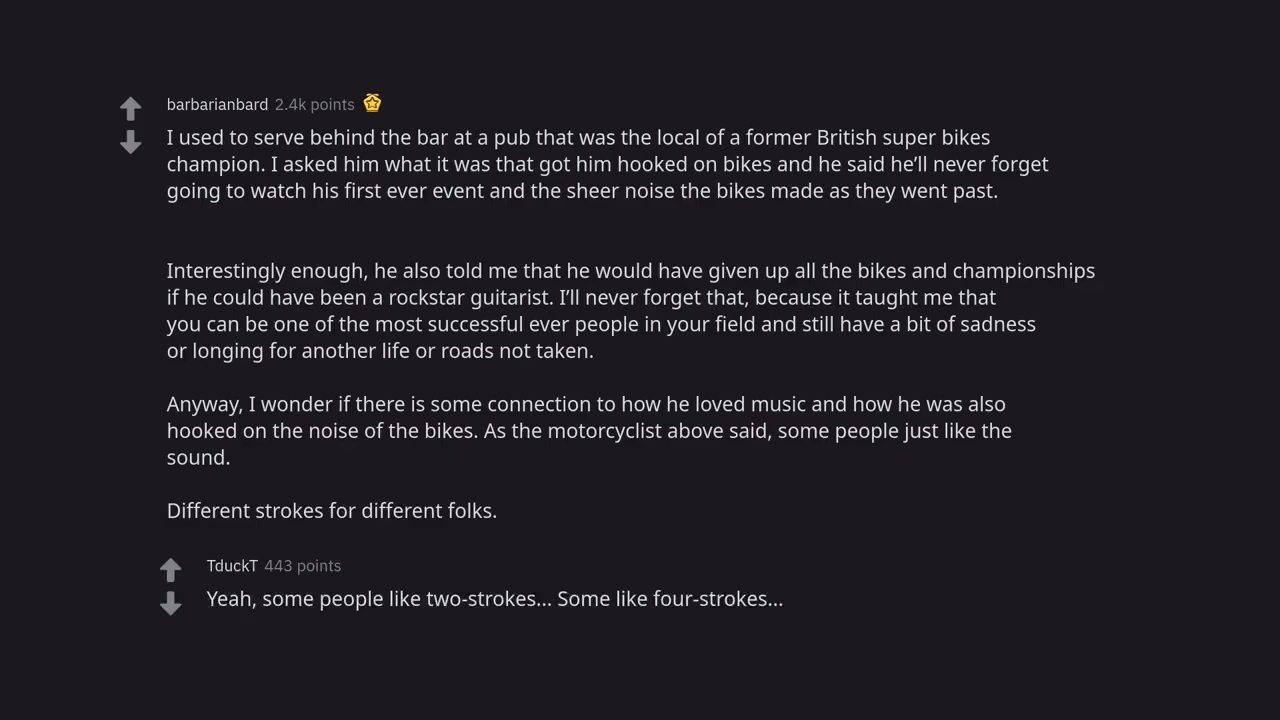 barbarianbard 2.4k points
I used to serve behind the bar at a pub that was the local of a former British super bikes
champion. I asked him what it was that got him hooked on bikes and he said he’ll never forget
going to watch his first ever event and the sheer noise the bikes made as they went past.
Interestingly enough, he also told me that he would have given up all the bikes and championships
if he could have been a rockstar guitarist. I’ll never forget that, because it taught me that
you can be one of the most successful ever people in your field and still have a bit of sadness
or longing for another life or roads not taken.
Anyway, I wonder if there is some connection to how he loved music and how he was also
hooked on the noise of the bikes. As the motorcyclist above said, some people just like the
sound.
Different strokes for different folks.
TduckT 443 points
Yeah, some people like two-strokes... Some like four-strokes...